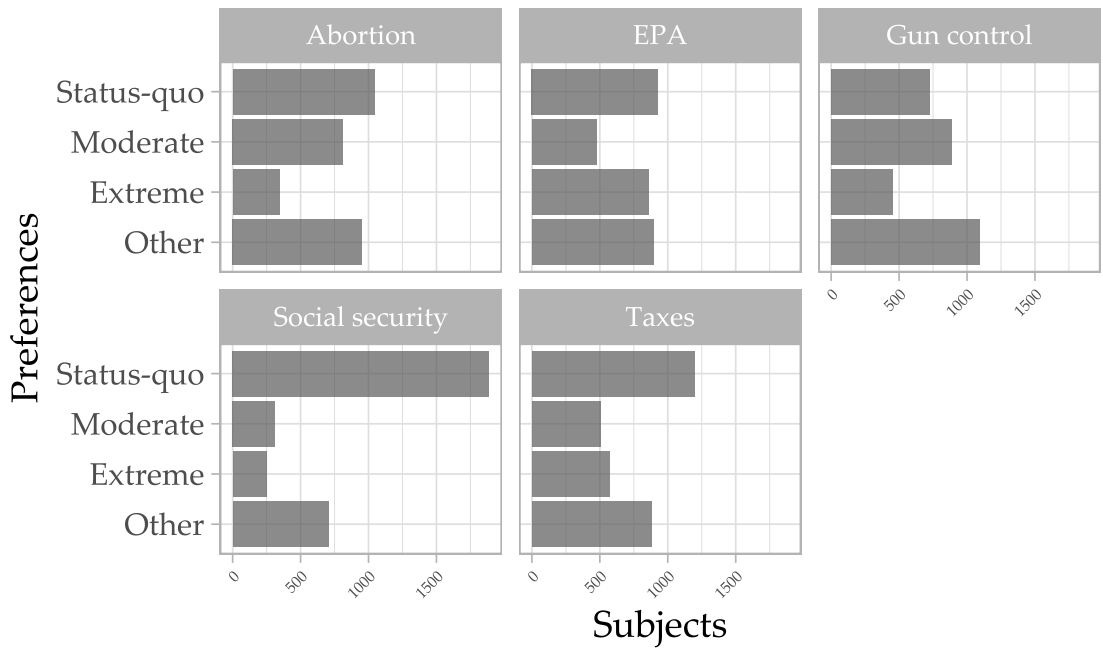 Abortion
EPA
Gun control
Status-quo
Moderate
Extreme
Other
0
500
1000
1500
Preferences
Social security
Taxes
Status-quo
Moderate
Extreme
Other
0
500
1000
1500
0
500
1000
1500
Subjects